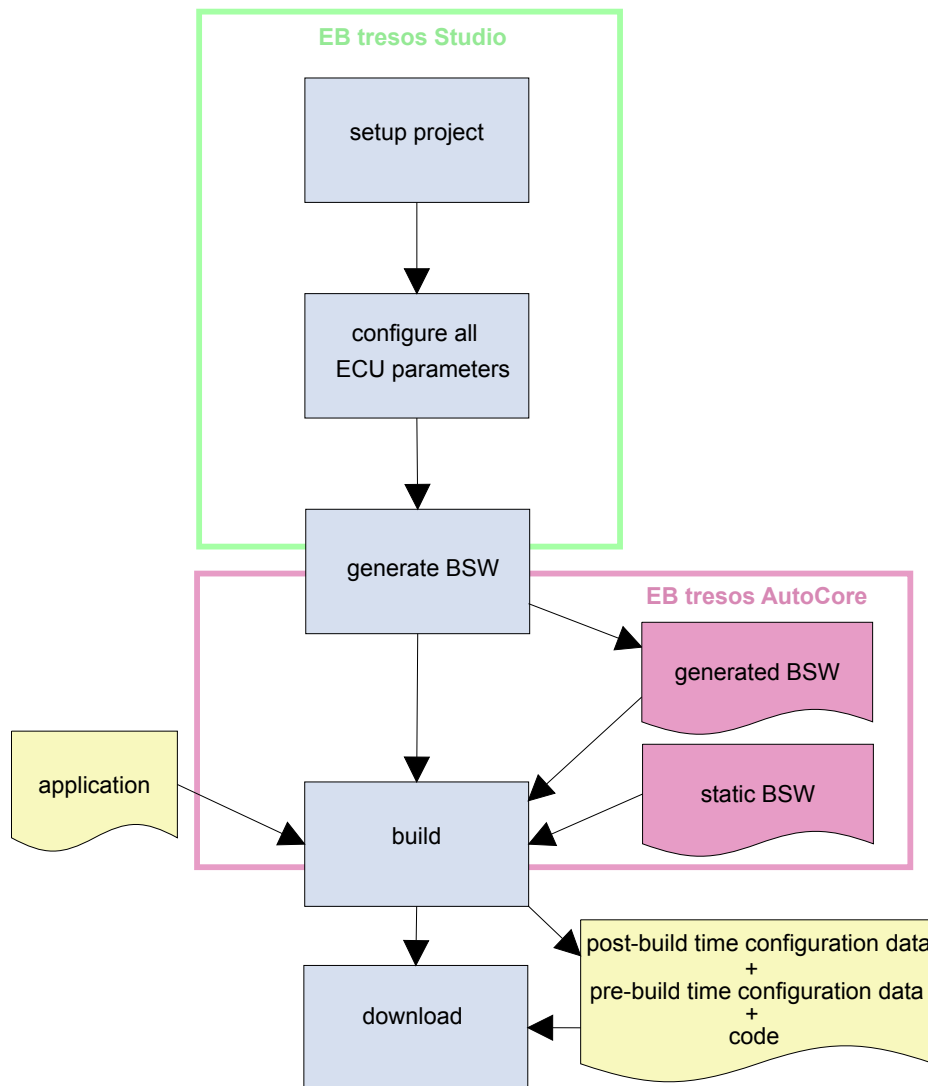 EB tresos Studio
setup project
configure all
ECU parameters
generate BSW
EB tresos AutoCore
generated BSW
static BSW
application
build
post-build time configuration data
+
pre-build time configuration data
+
code
download